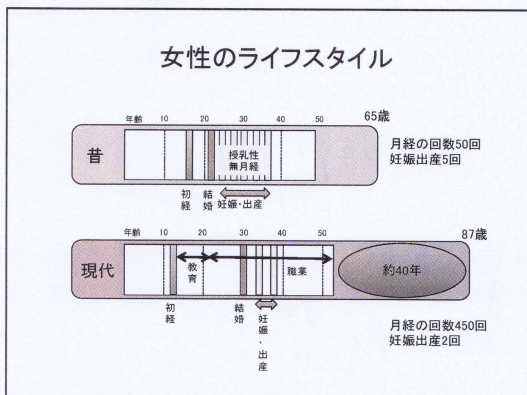 女性のライフスタイル
65歳
年齢 10 20 30 40 50
昔
授乳性
無月経
初経
結婚
妊娠・出産
月経の回数50回
妊娠出産5回
87歳
年齢 10 20 30 40 50
現代
教育
職業
約40年
初経
結婚
妊娠・出産
月経の回数450回
妊娠出産2回